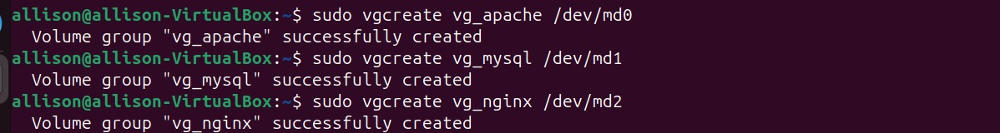 allison@allison-VirtualBox:~$ sudo vgcreate vg_apache /dev/md0
  Volume group "vg_apache" successfully created
allison@allison-VirtualBox:~$ sudo vgcreate vg_mysql /dev/md1
  Volume group "vg_mysql" successfully created
allison@allison-VirtualBox:~$ sudo vgcreate vg_nginx /dev/md2
  Volume group "vg_nginx" successfully created